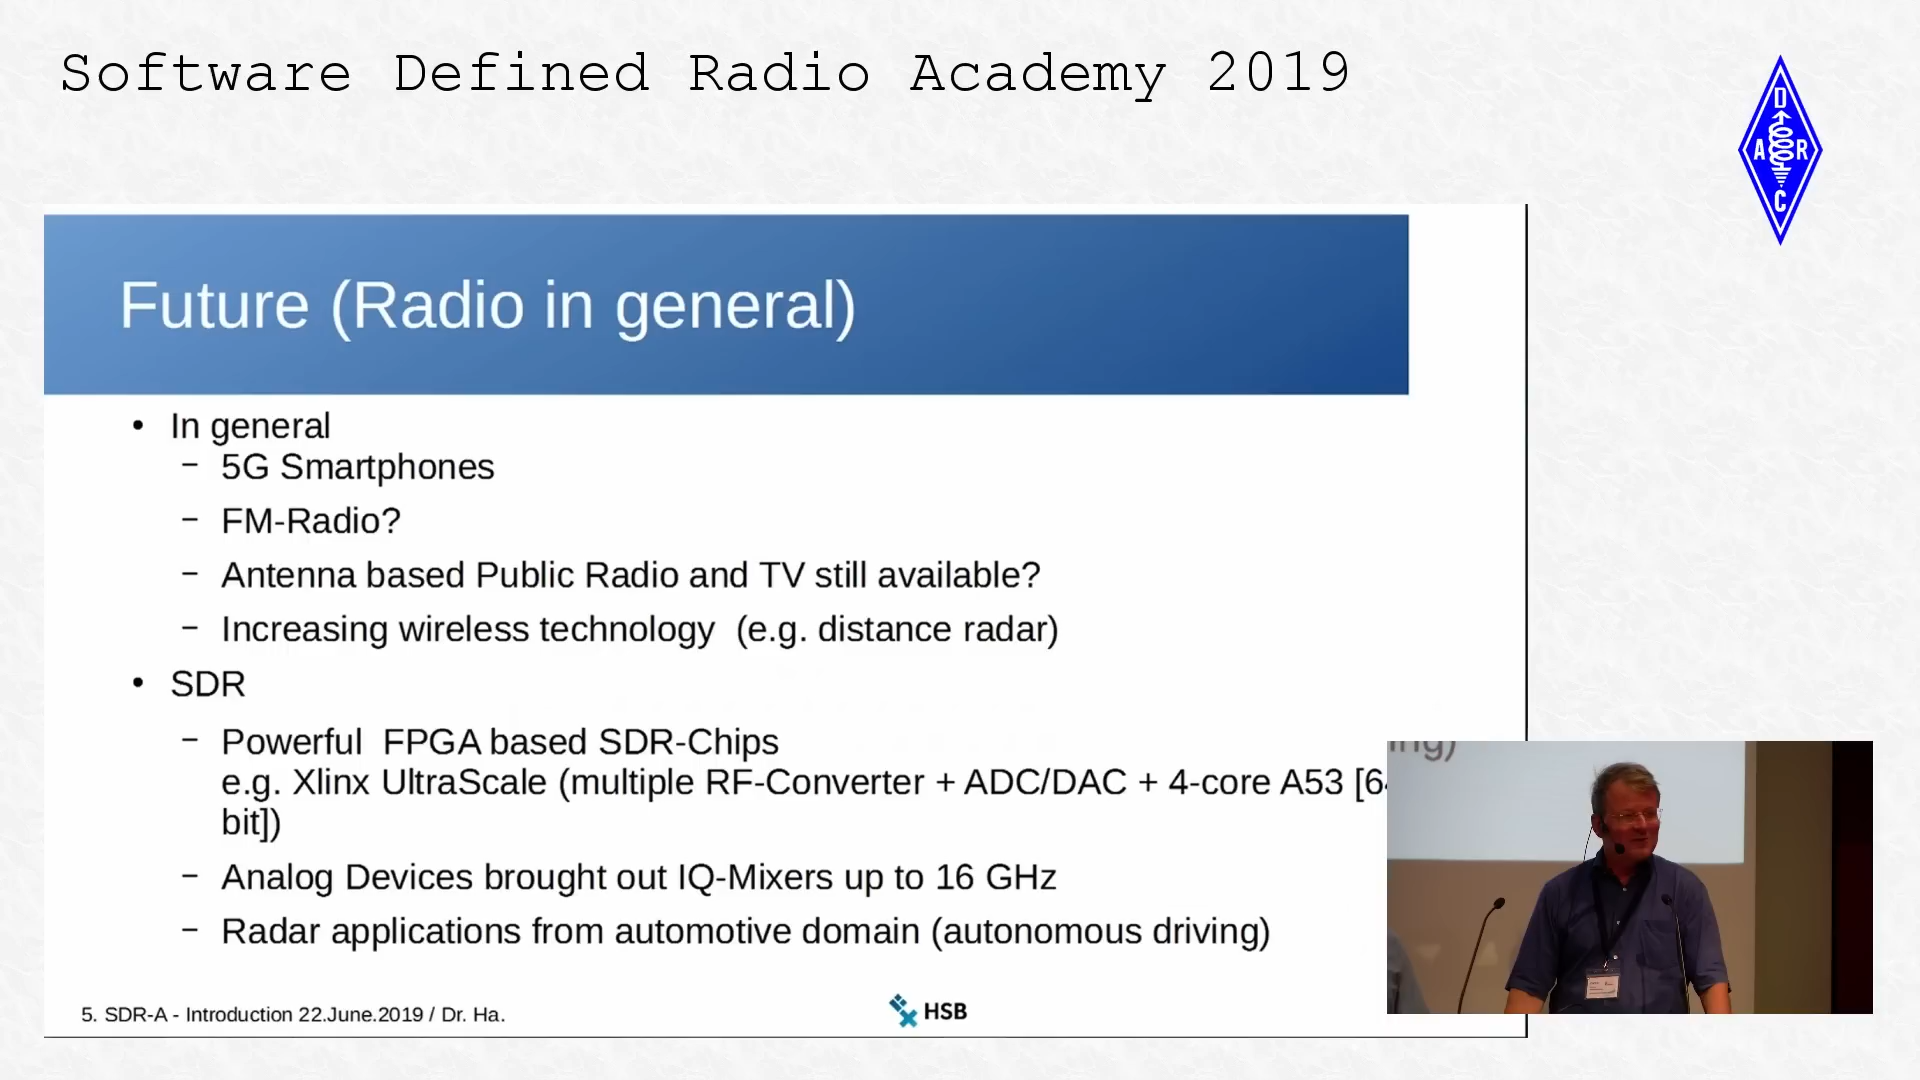 Software Defined Radio Academy 2019
D
A R
C
Future (Radio in general)
• In general
– 5G Smartphones
– FM-Radio?
– Antenna based Public Radio and TV still available?
– Increasing wireless technology (e.g. distance radar)
• SDR
– Powerful FPGA based SDR-Chips
e.g. Xlinx UltraScale (multiple RF-Converter + ADC/DAC + 4-core A53 [64
bit])
– Analog Devices brought out IQ-Mixers up to 16 GHz
– Radar applications from automotive domain (autonomous driving)
ing)
5. SDR-A - Introduction 22.June.2019 / Dr. Ha.
HSB